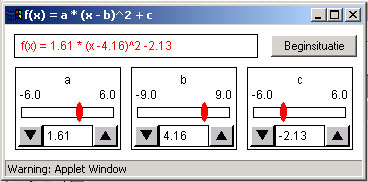 f(x) = a * (x - b)^2 + c
f(x) = 1.61 * (x -4.16)^2 -2.13
Beginsituatie
a b c
-6.0 6.0 -9.0 9.0 -6.0 6.0
1.61 4.16 -2.13
Warning: Applet Window